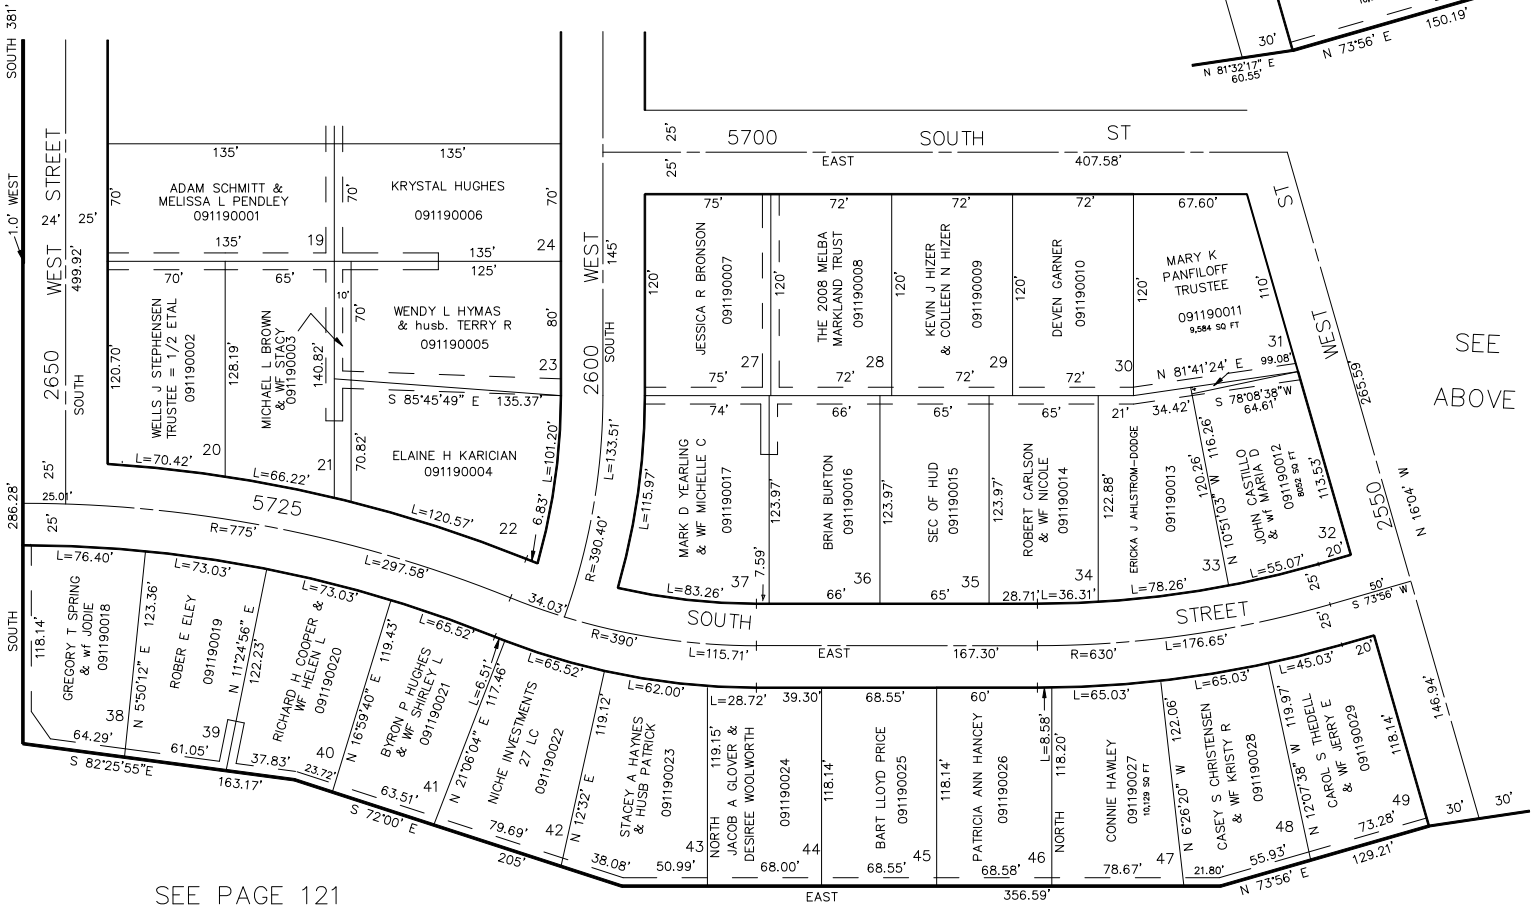 SOUTH 381'
1.0' WEST
286.28'
SOUTH
2650 WEST STREET
24' 25'
499.92'
SOUTH
25'
25.01'
25'
135'
135'
70'
ADAM SCHMITT &
MELISSA L PENDLEY
091190001
135'
19
70'
KRYSTAL HUGHES
091190006
70'
135'
24
125'
70'
65'
120.70'
WELLS J STEPHENSEN
TRUSTEE = 1/2 ETAL
091190002
20
L=70.42'
128.19'
MICHAEL L BROWN
& WF STACY
091190003
140.82'
21
L=66.22'
10'
70'
WENDY L HYMAS
& husb. TERRY R
091190005
80'
23
S 85°45'49" E 135.37'
70.82'
ELAINE H KARICIAN
091190004
L=101.20'
L=120.57'
22
6.83'
2600 WEST
145'
SOUTH
L=133.51'
R=390.40'
25'
25'
5700 SOUTH ST
EAST 407.58'
75'
72'
72'
72'
67.60'
120'
JESSICA R BRONSON
091190007
27
75'
120'
THE 2008 MELBA
MARKLAND TRUST
091190008
28
72'
120'
KEVIN J HIZER
& COLLEEN N HIZER
091190009
29
72'
120'
DEVEN GARNER
091190010
30
72'
120'
MARY K
PANFILOFF
TRUSTEE
091190011
9,584 SQ FT
110'
31
N 81°41'24" E 99.08'
S 78°08'38" W
64.61'
2550 WEST ST
265.59'
N 16°04' W
SEE
ABOVE
30'
N 81°32'17" E
60.55'
N 73°56' E 150.19'
74'
L=115.97'
MARK D YEARLING
& WF MICHELLE C
091190017
37
L=83.26'
7.59'
66'
123.97'
BRIAN BURTON
091190016
36
66'
65'
123.97'
SEC OF HUD
091190015
35
65'
65'
123.97'
ROBERT CARLSON
& WF NICOLE
091190014
34
28.71' L=36.31'
21' 34.42'
122.88'
ERICKA J AHLSTROM-DODGE
091190013
120.26'
33
L=78.26'
N 10°51'03" W 116.26'
JOHN CASTILLO
& wf MARIA D
091190012
8052 SQ FT
113.53'
32
L=55.07' 20'
5725 SOUTH STREET
R=775'
L=297.58'
34.03'
R=390'
L=115.71'
EAST
167.30'
R=630'
L=176.65'
25'
25'
50'
S 73°56' W
L=76.40'
118.14'
GREGORY T SPRING
& wf JODIE
091190018
38
64.29'
N 5°50'12" E 123.36'
L=73.03'
ROBER E ELEY
091190019
39
61.05'
N 11°24'56" E
122.23'
L=73.03'
RICHARD H COOPER &
WF HELEN L
091190020
40
37.83'
23.72'
N 16°59'40" E 119.43'
L=65.52'
BYRON P HUGHES
& WF SHIRLEY L
091190021
41
63.51'
L=6.51'
N 21°06'04" E 117.46'
L=65.52'
NICHE INVESTMENTS
27 LC
091190022
42
79.69'
N 12°32' E 119.12'
L=62.00'
STACEY A HAYNES
& HUSB PATRICK
091190023
43
38.08' 50.99'
L=28.72' 39.30'
NORTH 119.15'
JACOB A GLOVER &
DESIREE WOOLWORTH
091190024
44
68.00'
68.55'
118.14'
BART LLOYD PRICE
091190025
45
68.55'
60'
118.14'
PATRICIA ANN HANCEY
091190026
46
68.58'
L=8.58'
L=65.03'
NORTH 118.20'
CONNIE HAWLEY
091190027
10,129 SQ FT
47
78.67'
L=65.03'
N 6°26'20" W 122.06'
CASEY S CHRISTENSEN
& WF KRISTY R
091190028
48
21.80' 55.93'
L=45.03' 20'
N 12°07'38" W 119.97'
CAROL S THEDELL
& WF JERRY E
091190029
118.14'
49
73.28'
146.94'
30' 30'
S 82°25'55"E
163.17'
S 72°00' E
205'
EAST 356.59'
N 73°56' E 129.21'
SEE PAGE 121